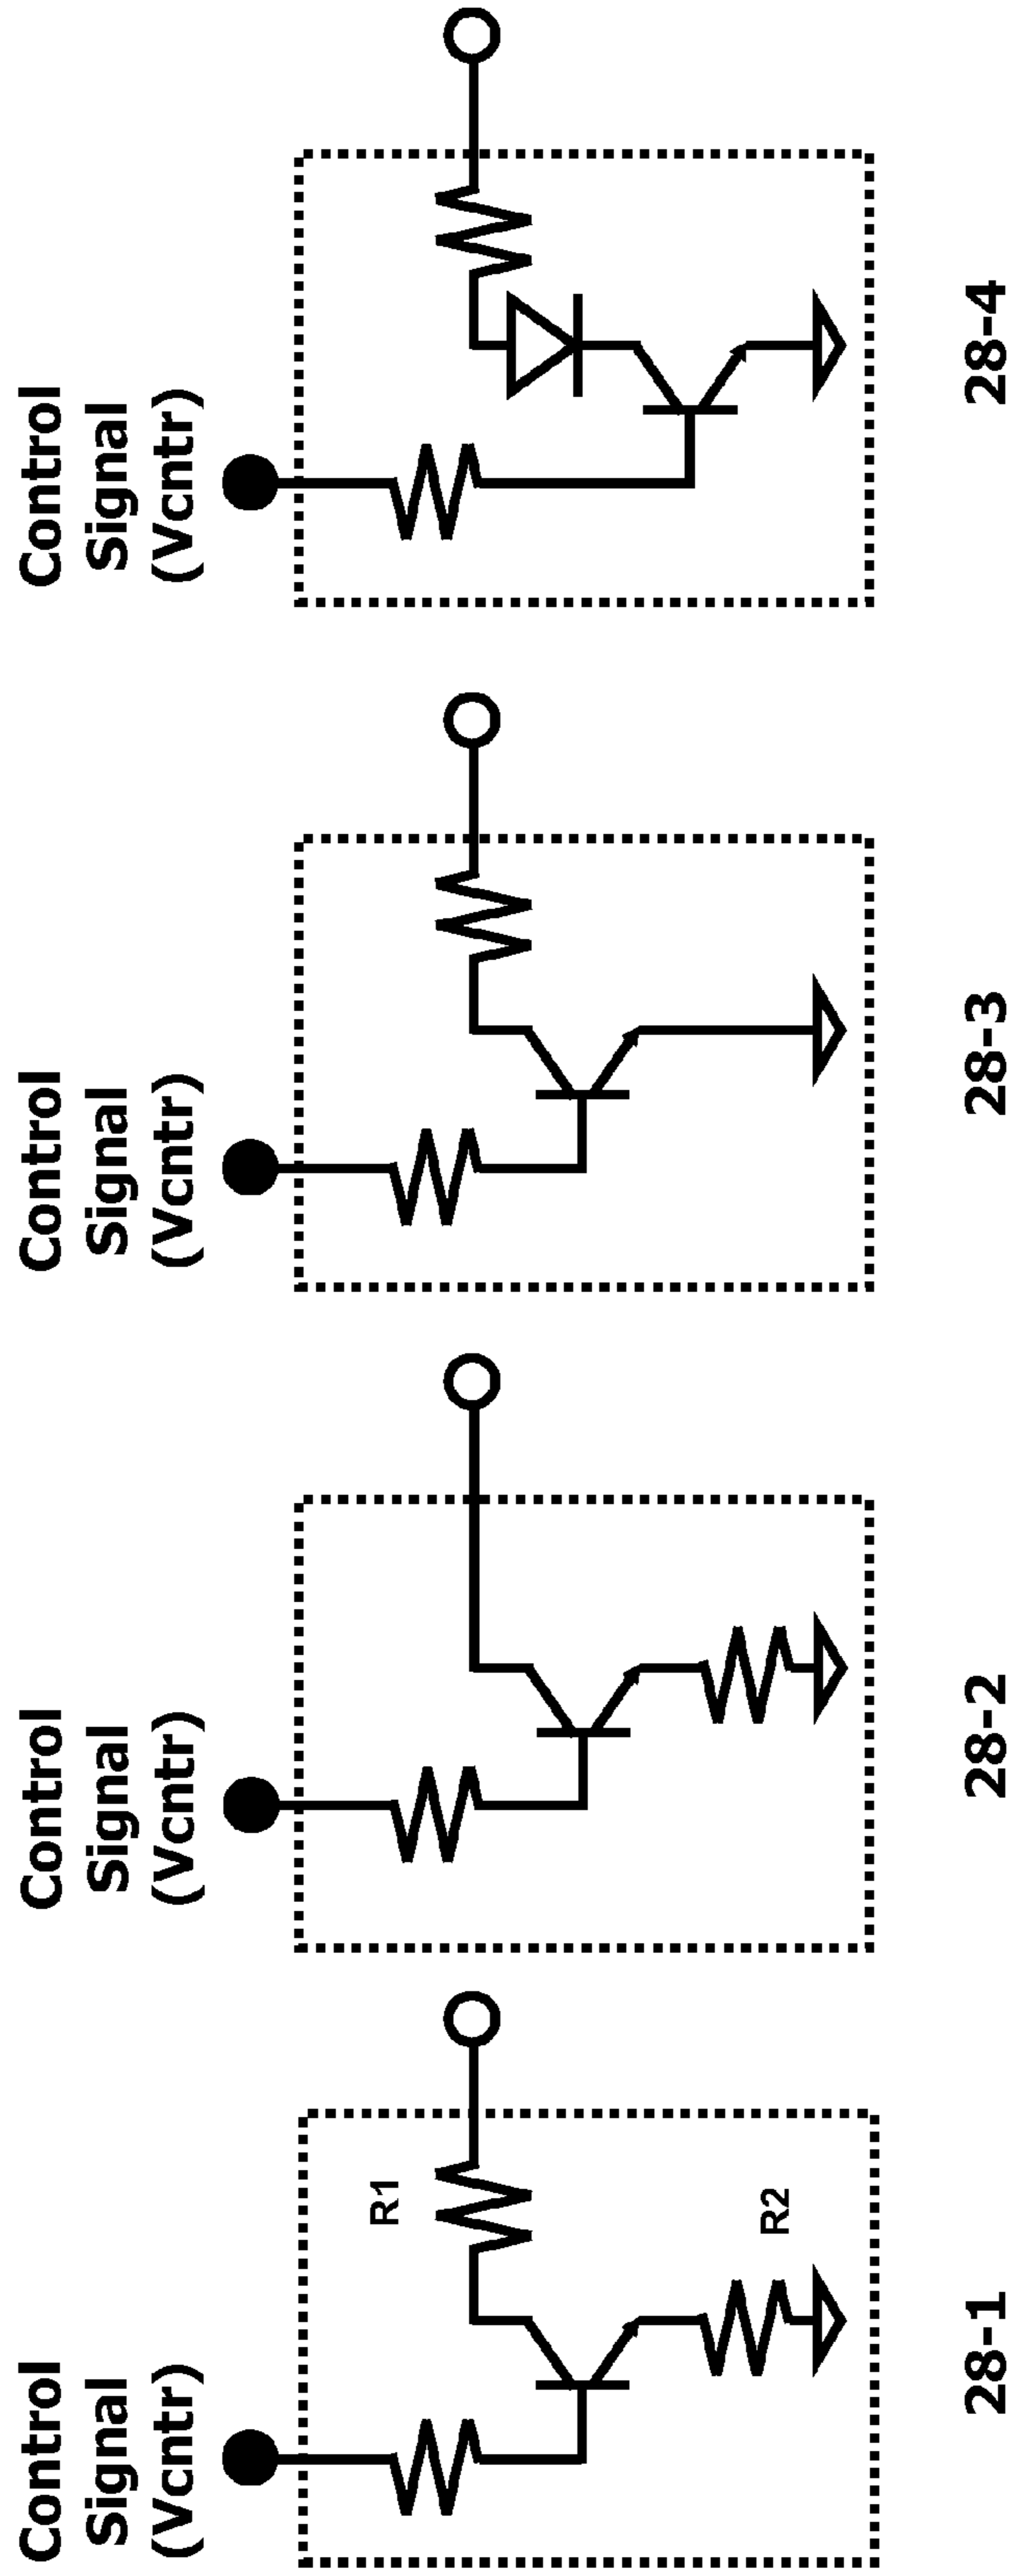 Control
Signal
(Vcntr)
R1
R2
28-1
Control
Signal
(Vcntr)
28-2
Control
Signal
(Vcntr)
28-3
Control
Signal
(Vcntr)
28-4